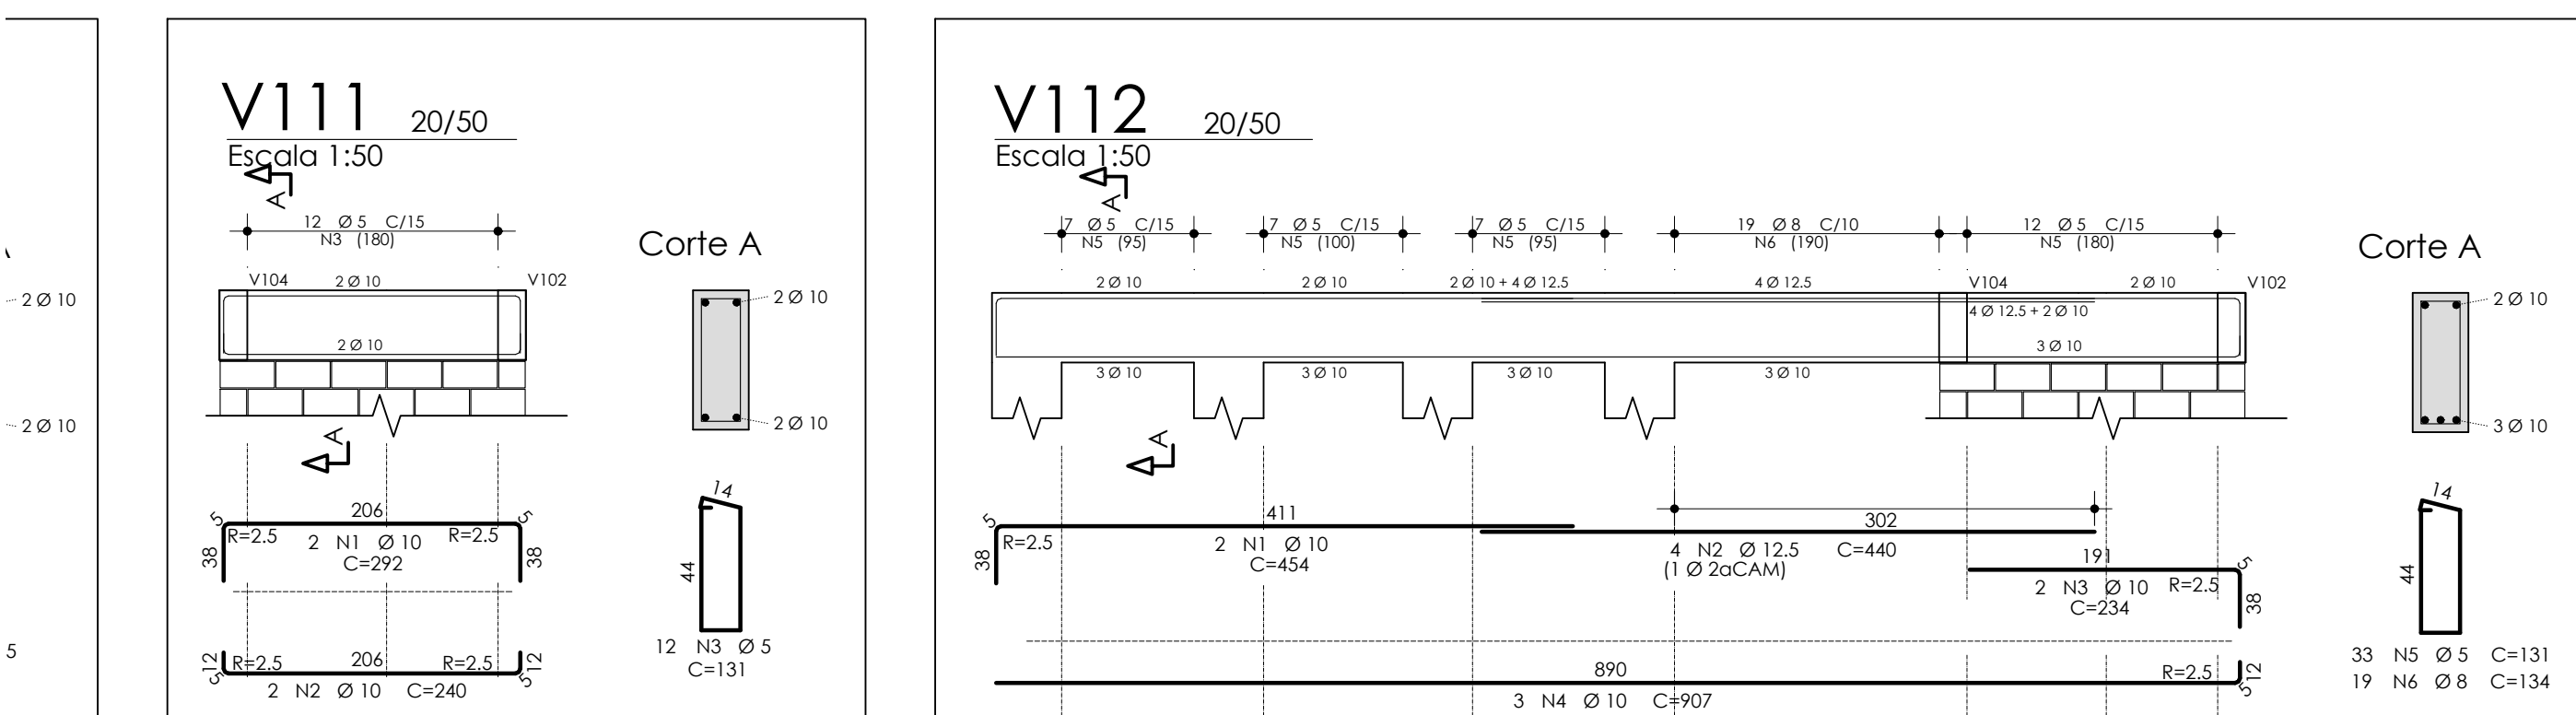 2 Ø 10
2 Ø 10
5
V111 20/50
Escala 1:50
A
12 Ø 5 C/15
N3 (180)
V104
2 Ø 10
V102
2 Ø 10
A
206
5
5
R=2.5
R=2.5
38
38
2 N1 Ø 10
C=292
206
R=2.5
R=2.5
12
12
5
5
2 N2 Ø 10 C=240
Corte A
2 Ø 10
2 Ø 10
14
44
12 N3 Ø 5
C=131
V112 20/50
Escala 1:50
A
7 Ø 5 C/15
N5 (95)
7 Ø 5 C/15
N5 (100)
7 Ø 5 C/15
N5 (95)
19 Ø 8 C/10
N6 (190)
12 Ø 5 C/15
N5 (180)
2 Ø 10
2 Ø 10
2 Ø 10 + 4 Ø 12.5
4 Ø 12.5
V104
2 Ø 10
V102
4 Ø 12.5 + 2 Ø 10
3 Ø 10
3 Ø 10
3 Ø 10
3 Ø 10
3 Ø 10
A
5
411
R=2.5
38
2 N1 Ø 10
C=454
302
4 N2 Ø 12.5 C=440
(1 Ø 2aCAM)
191
5
2 N3 Ø 10
R=2.5
C=234
38
890
R=2.5
12
5
3 N4 Ø 10 C=907
Corte A
2 Ø 10
3 Ø 10
14
44
33 N5 Ø 5 C=131
19 N6 Ø 8 C=134